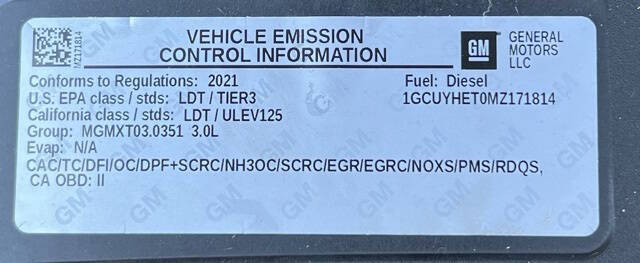 MZ171814
VEHICLE EMISSION
CONTROL INFORMATION
GM
GENERAL
MOTORS
LLC
Conforms to Regulations: 2021
Fuel: Diesel
U.S. EPA class / stds: LDT / TIER3
1GCUYHET0MZ171814
California class / stds: LDT / ULEV125
Group: MGMXT03.0351 3.0L
Evap: N/A
CAC/TC/DFI/OC/DPF+SCRC/NH3OC/SCRC/EGR/EGRC/NOXS/PMS/RDQS,
CA OBD: II